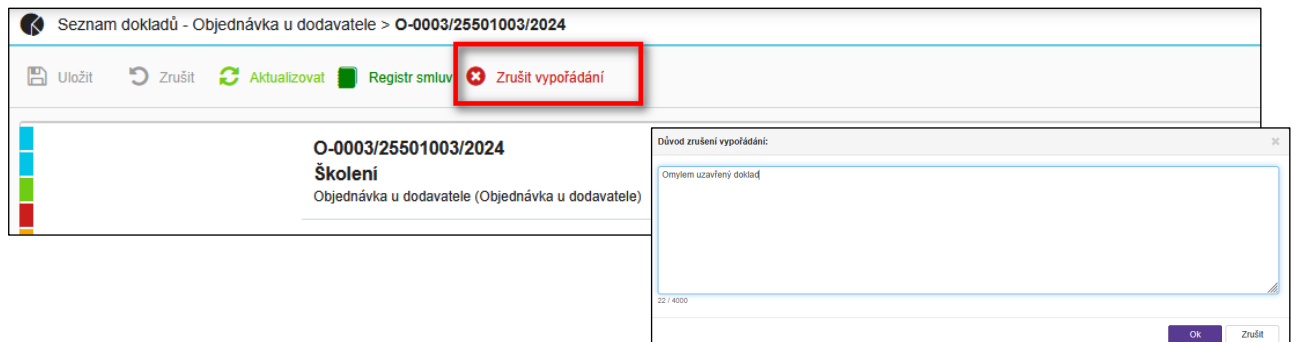 Seznam dokladů - Objednávka u dodavatele > O-0003/25501003/2024
Uložit Zrušit Aktualizovat Registr smluv Zrušit vypořádání
O-0003/25501003/2024
Školení
Objednávka u dodavatele (Objednávka u dodavatele)
Důvod zrušení vypořádání:
Omylem uzavřený doklad
22 / 4000
Ok Zrušit